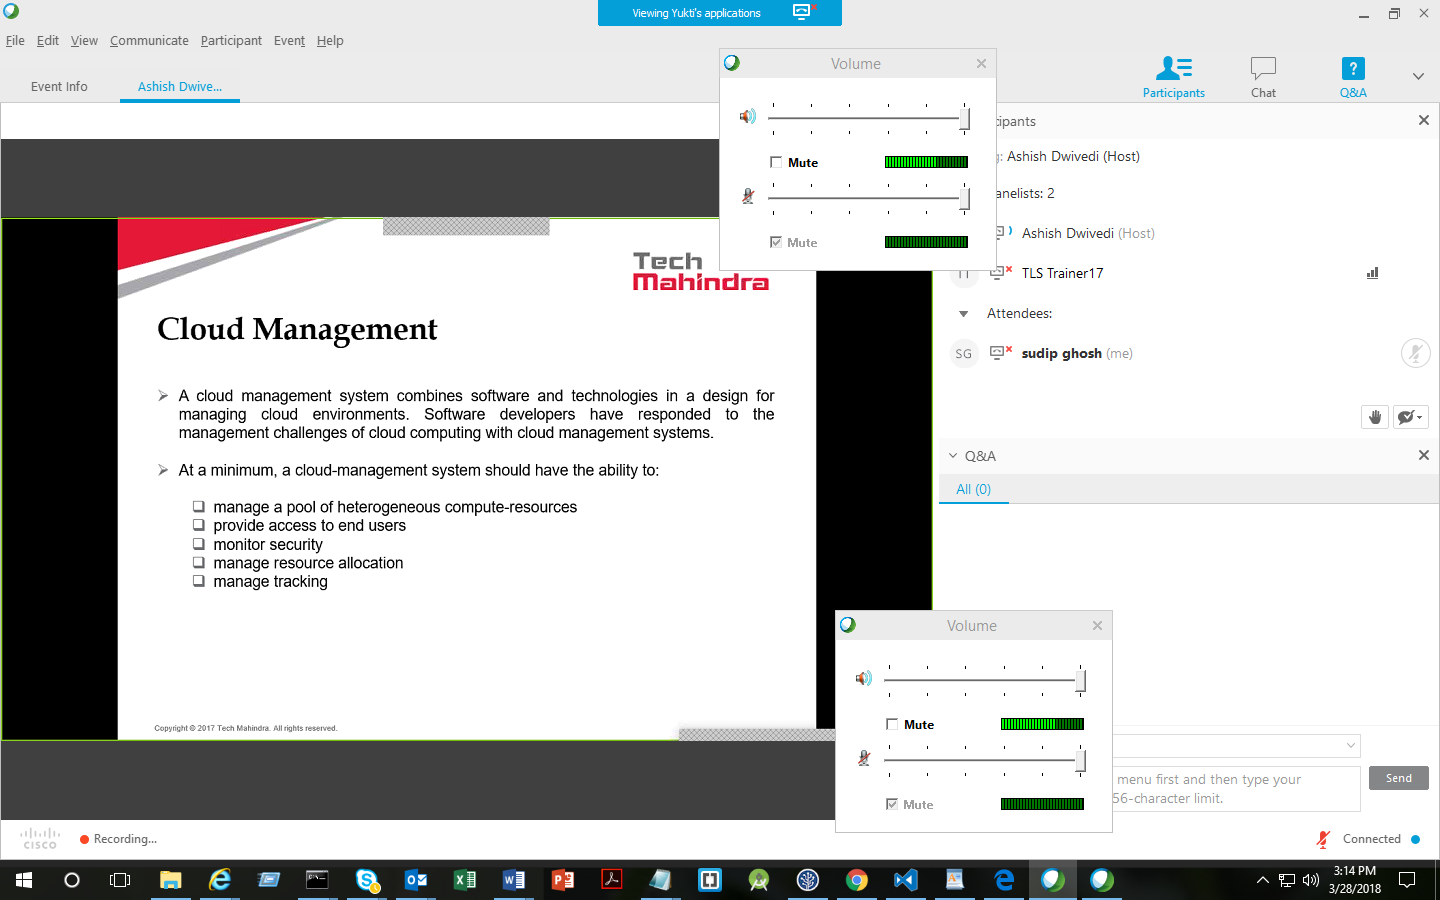 Viewing Yukti's applications
File Edit View Communicate Participant Event Help
Event Info
Ashish Dwive...
Participants
Chat
Q&A
Volume
Mute
Mute
cipants
g: Ashish Dwivedi (Host)
anelists: 2
Ashish Dwivedi (Host)
TT
TLS Trainer17
Attendees:
SG
sudip ghosh (me)
Q&A
All (0)
Tech
Mahindra
Cloud Management
A cloud management system combines software and technologies in a design for
managing cloud environments. Software developers have responded to the
management challenges of cloud computing with cloud management systems.
At a minimum, a cloud-management system should have the ability to:
manage a pool of heterogeneous compute-resources
provide access to end users
monitor security
manage resource allocation
manage tracking
Copyright © 2017 Tech Mahindra. All rights reserved.
Volume
Mute
Mute
menu first and then type your
56-character limit.
Send
CISCO
Recording...
Connected
3:14 PM
3/28/2018